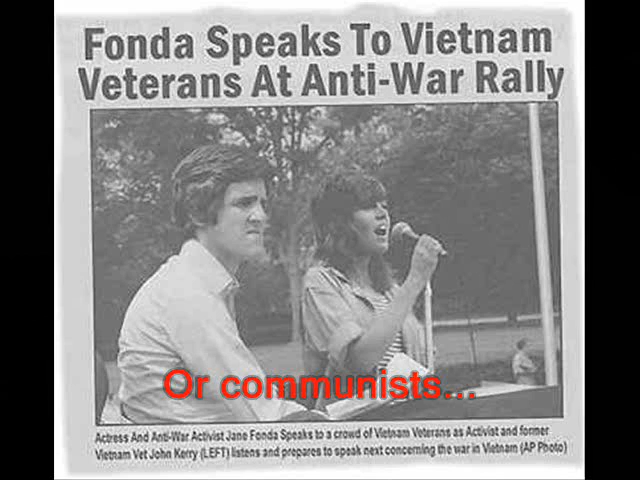 Fonda Speaks To Vietnam
Veterans At Anti-War Rally
Or communists...
Actress And Anti-War Activist Jane Fonda Speaks to a crowd of Vietnam Veterans as Activist and former
Vietnam Vet John Kerry (LEFT) listens and prepares to speak next concerning the war in Vietnam (AP Photo)